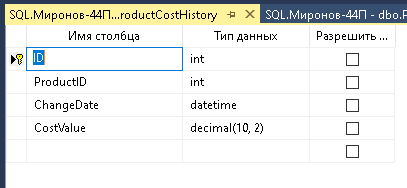 SQL.Миронов-44П...roductCostHistory SQL.Миронов-44П - dbo.P
Имя столбца Тип данных Разрешить ...
ID int
ProductID int
ChangeDate datetime
CostValue decimal(10, 2)